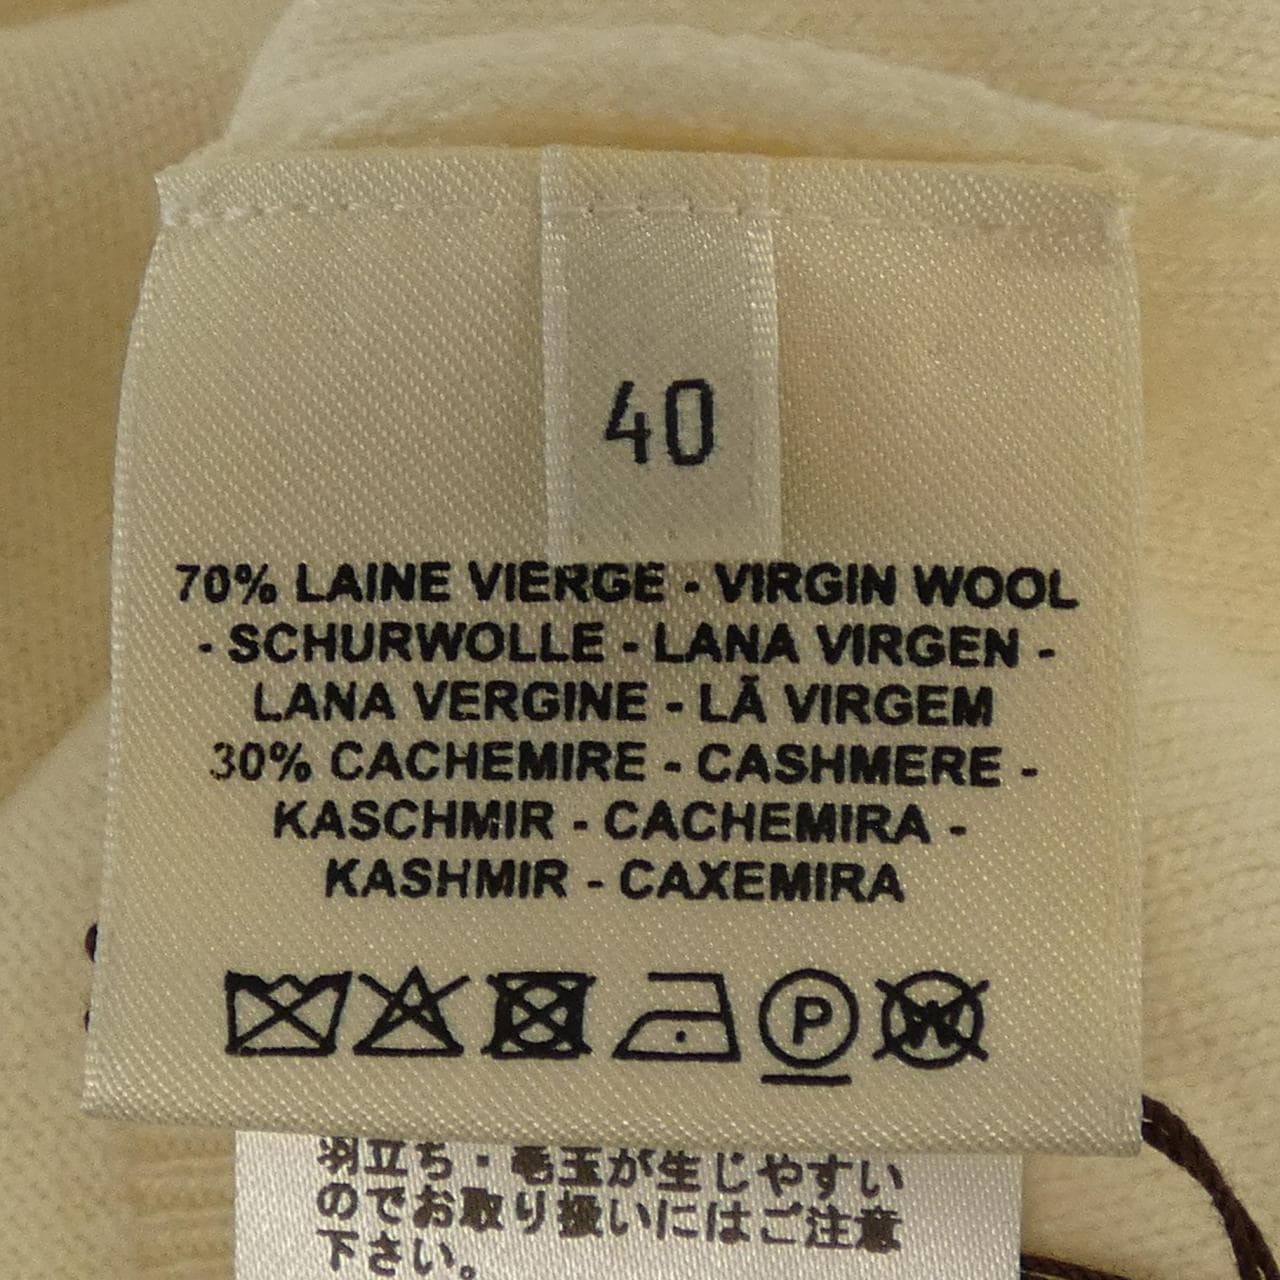 40
70% LAINE VIERGE - VIRGIN WOOL
- SCHURWOLLE - LANA VIRGEN -
LANA VERGINE - LÃ VIRGEM
30% CACHEMIRE - CASHMERE -
KASCHMIR - CACHEMIRA -
KASHMIR - CAXEMIRA
P W
羽立ち・毛玉が生じやすい
のでお取り扱いにはご注意
下さい。